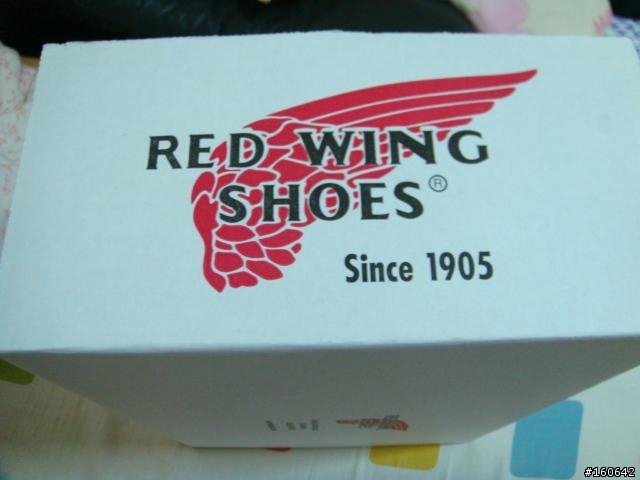 RED WING
SHOES®
Since 1905
#160642